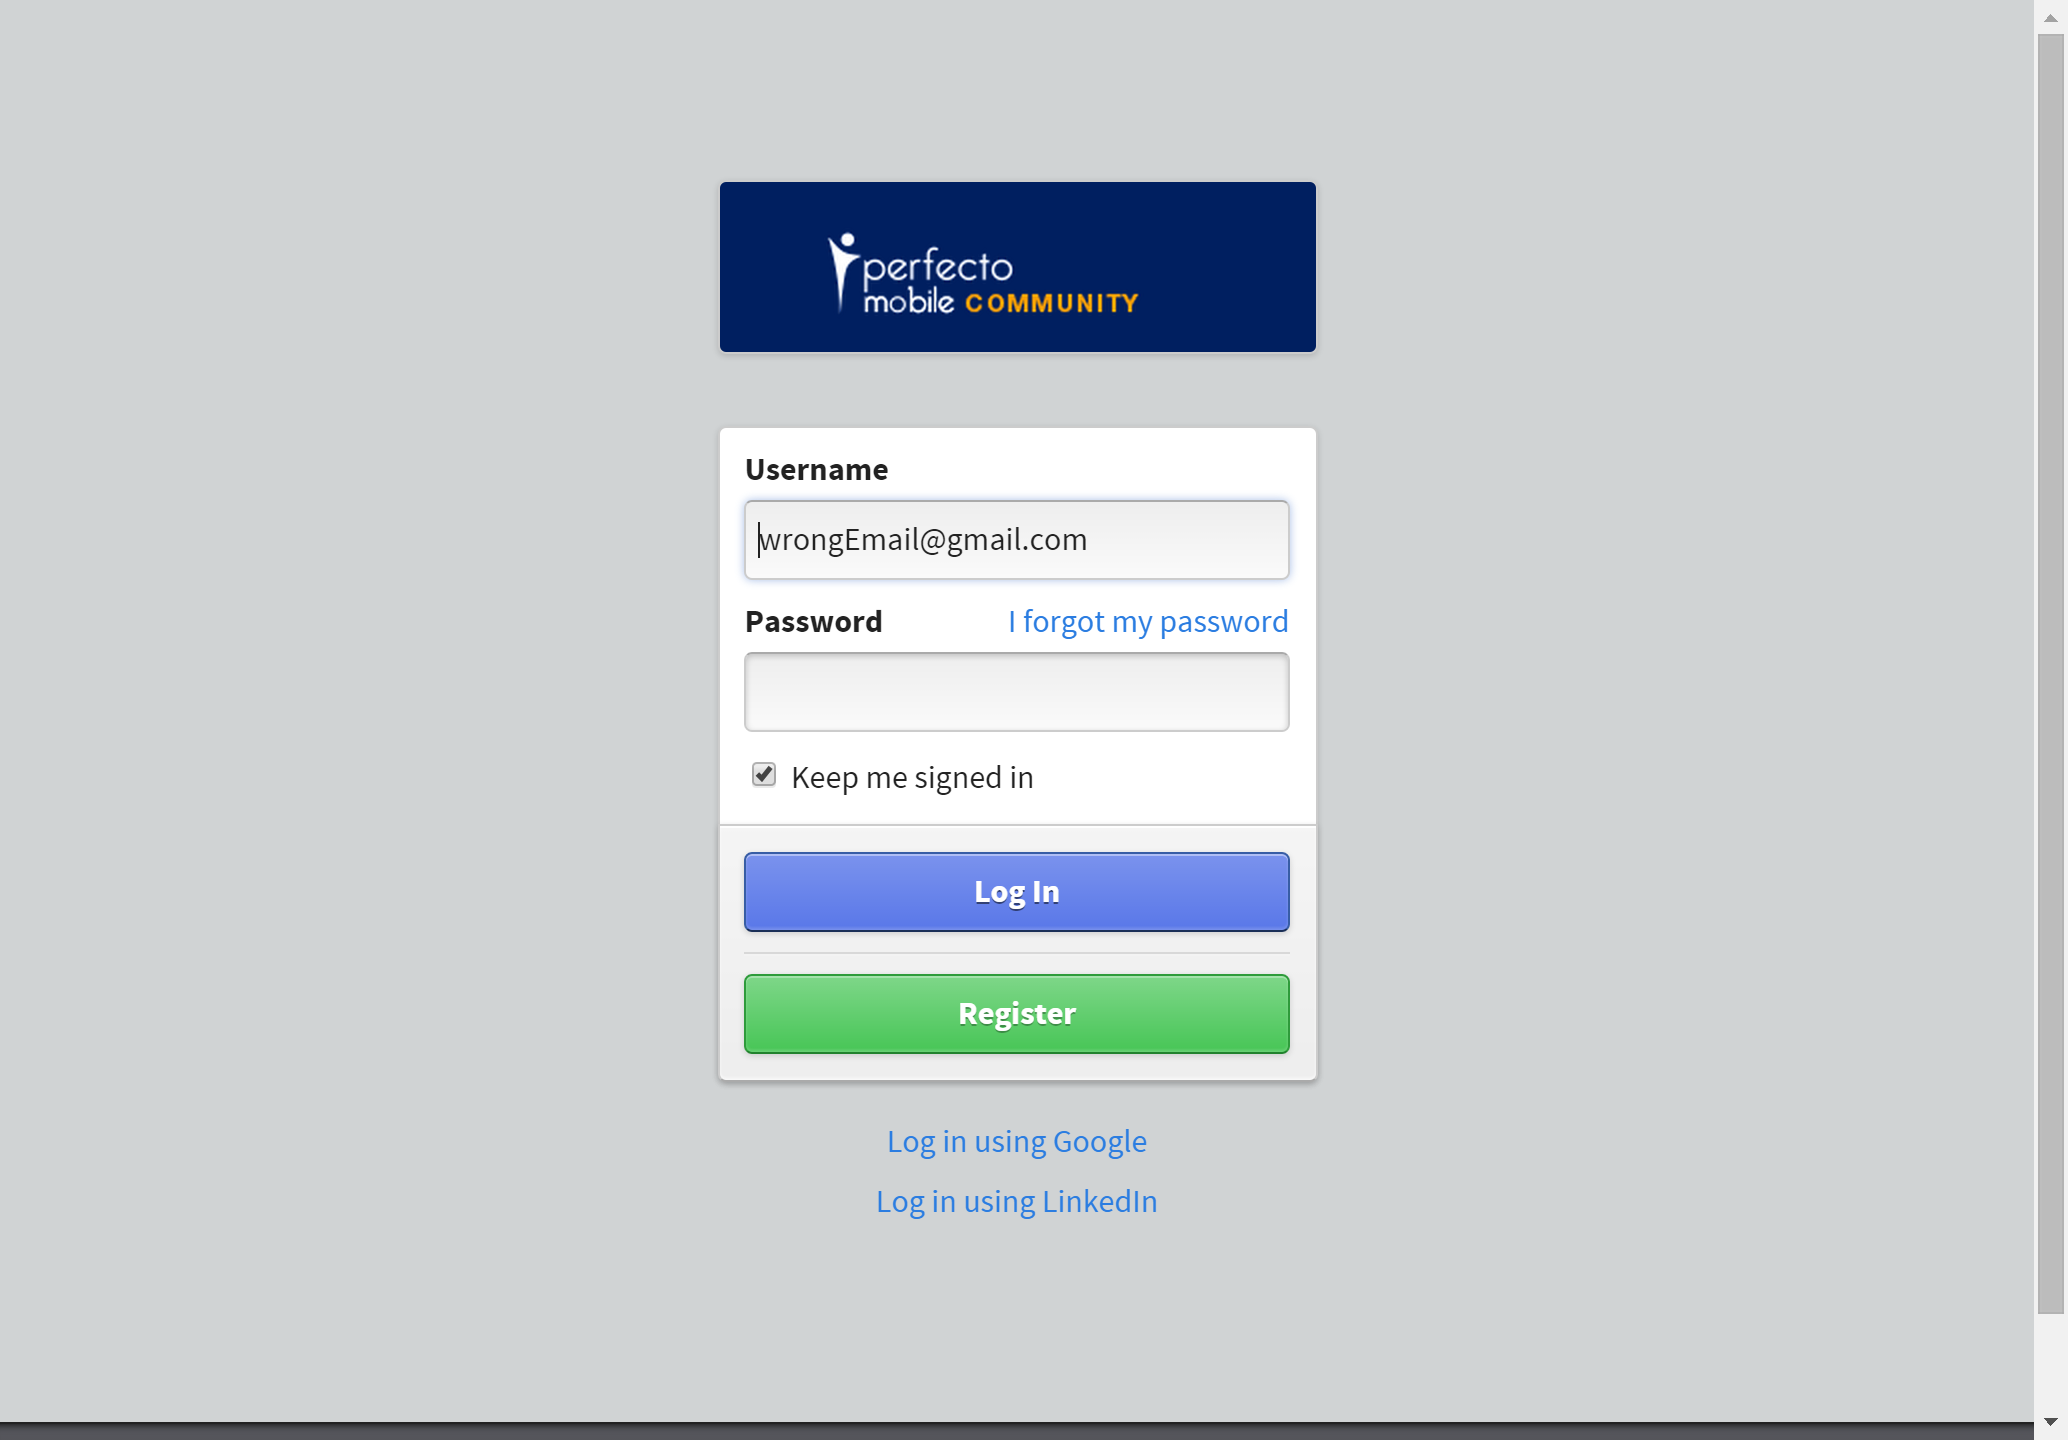 perfecto
mobile COMMUNITY
Username
wrongEmail@gmail.com
Password I forgot my password
Keep me signed in
Log In
Register
Log in using Google
Log in using LinkedIn